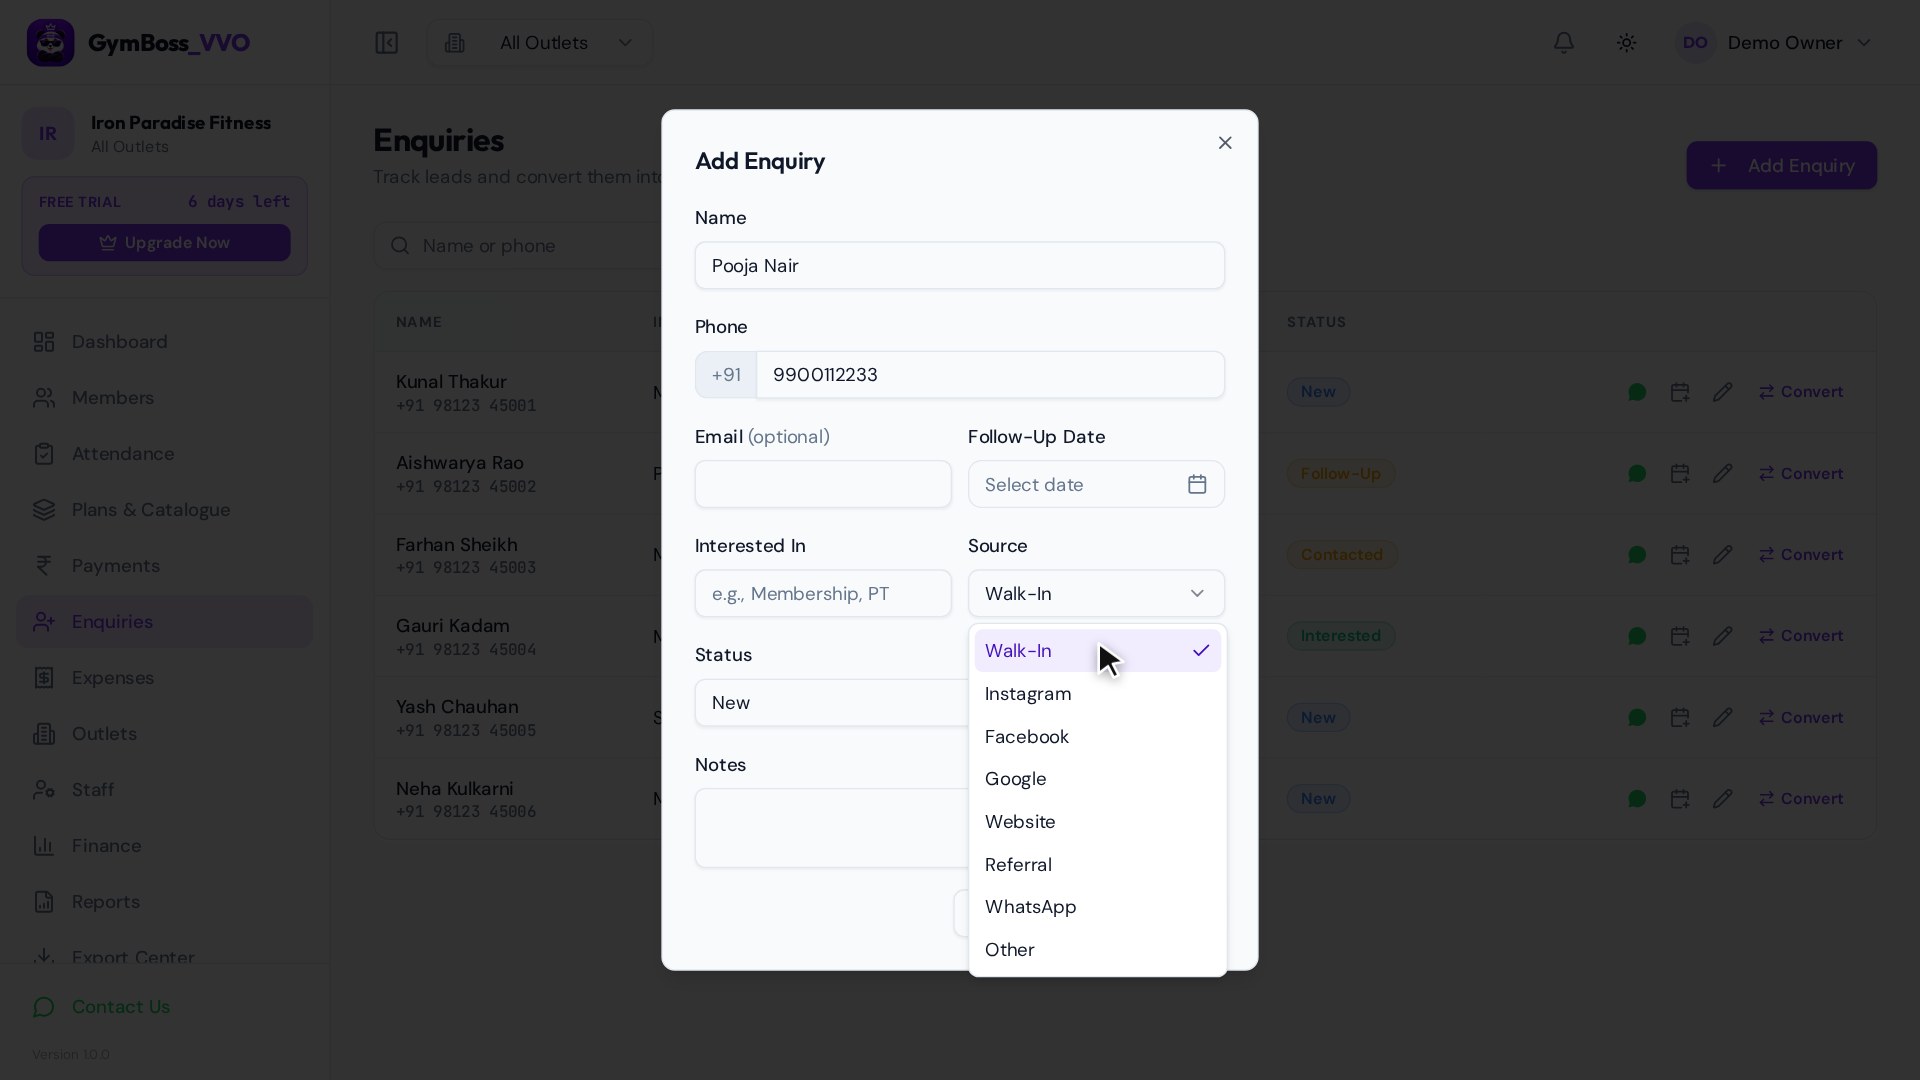 GymBoss_VVO
All Outlets
DO
Demo Owner
IR
Iron Paradise Fitness
All Outlets
FREE TRIAL
6 days left
Upgrade Now
Dashboard
Members
Attendance
Plans & Catalogue
Payments
Enquiries
Expenses
Outlets
Staff
Finance
Reports
Export Center
Contact Us
Version 1.0.0
Enquiries
Track leads and convert them into
Add Enquiry
Name or phone
NAME
STATUS
Kunal Thakur
+91 98123 45001
New
Convert
Aishwarya Rao
+91 98123 45002
Follow-Up
Convert
Farhan Sheikh
+91 98123 45003
Contacted
Convert
Gauri Kadam
+91 98123 45004
Interested
Convert
Yash Chauhan
+91 98123 45005
New
Convert
Neha Kulkarni
+91 98123 45006
New
Convert
Add Enquiry
Name
Pooja Nair
Phone
+91
9900112233
Email (optional)
Follow-Up Date
Select date
Interested In
Source
e.g., Membership, PT
Walk-In
Status
New
Notes
Walk-In
Instagram
Facebook
Google
Website
Referral
WhatsApp
Other